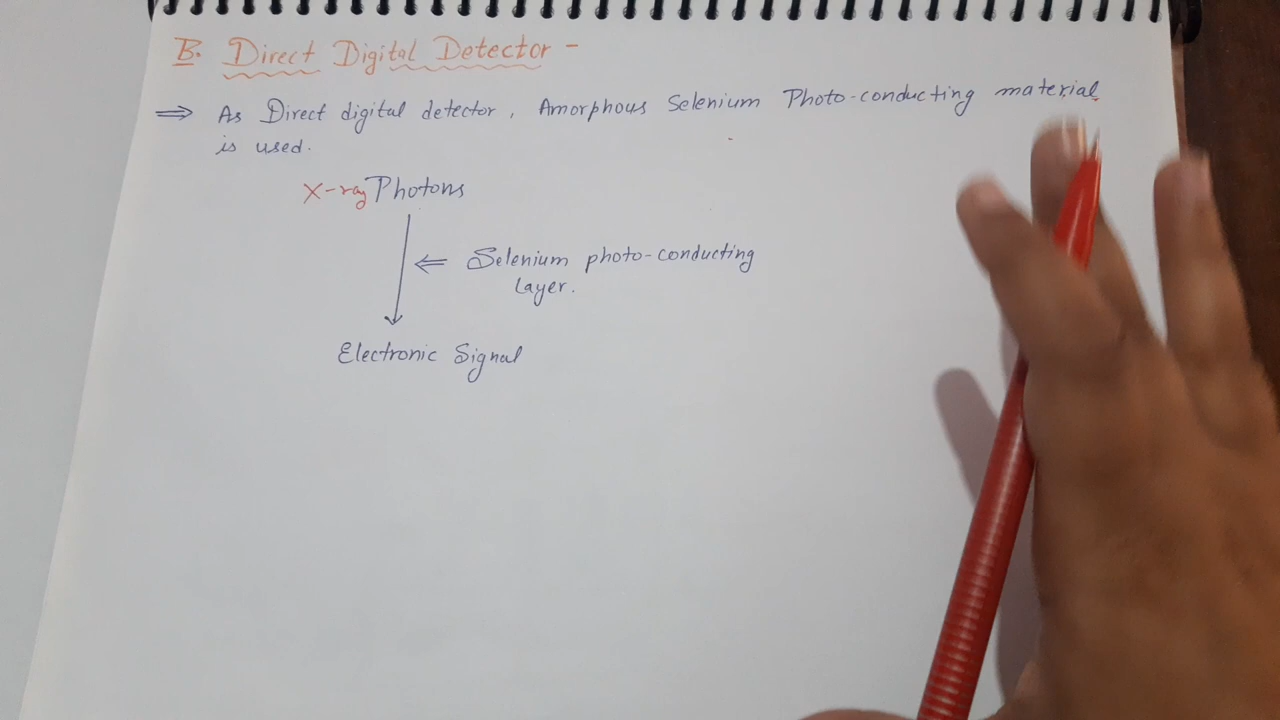 B. Direct Digital Detector -
⇒ As Direct digital detector, Amorphous Selenium Photo-conducting material
is used.
X-ray Photons
⇐ Selenium photo-conducting
Layer.
Electronic Signal